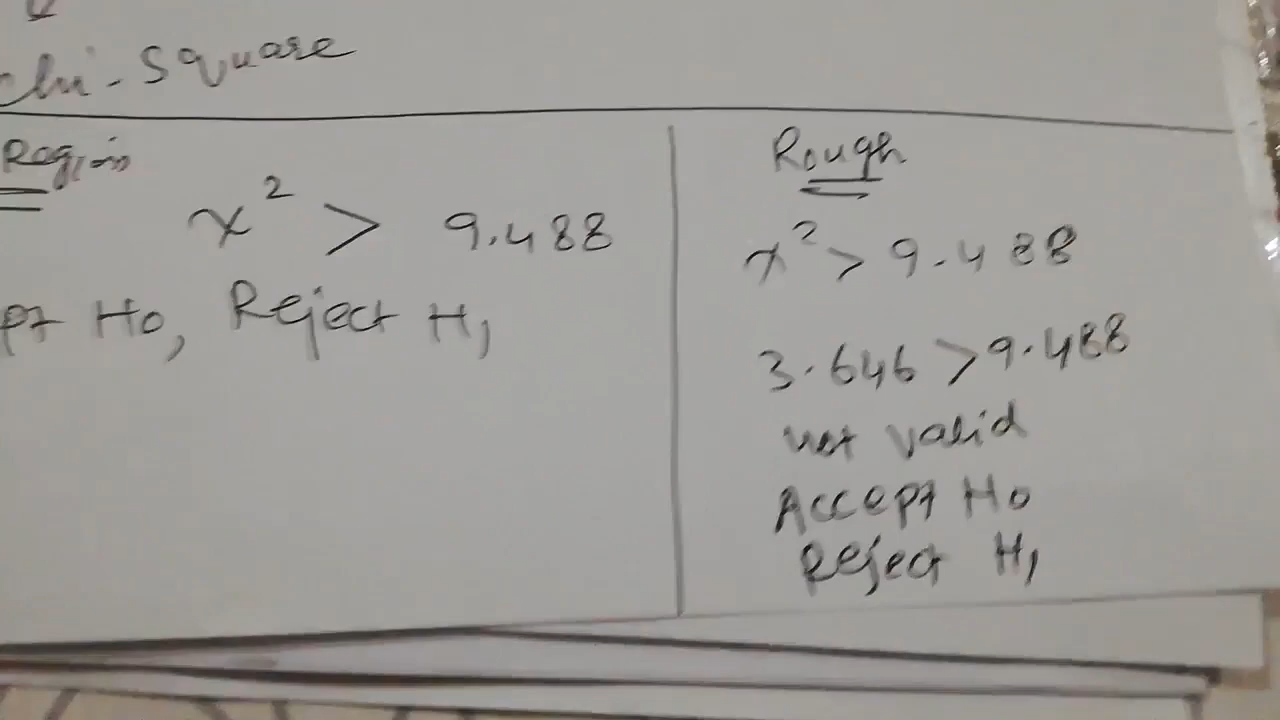 Chi-Square
Region
x² > 9.488
pt Ho, Reject H₁
Rough
x² > 9.488
3.646 > 9.488
not valid
Accept Ho
Reject H₁